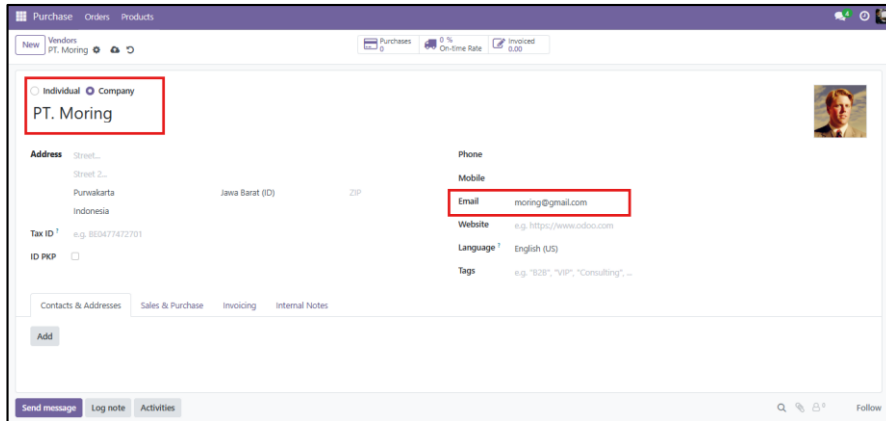 Purchase Orders Products 4
New Vendors Purchases 0 % Invoiced
PT. Moring 0 On-time Rate 0.00
Individual Company
PT. Moring
Address Street... Phone
Street 2... Mobile
Purwakarta Jawa Barat (ID) ZIP Email moring@gmail.com
Indonesia Website e.g. https://www.odoo.com
Tax ID ? e.g. BE0477472701 Language ? English (US)
ID PKP Tags e.g. "B2B", "VIP", "Consulting", ...
Contacts & Addresses Sales & Purchase Invoicing Internal Notes
Add
Send message Log note Activities 0 Follow